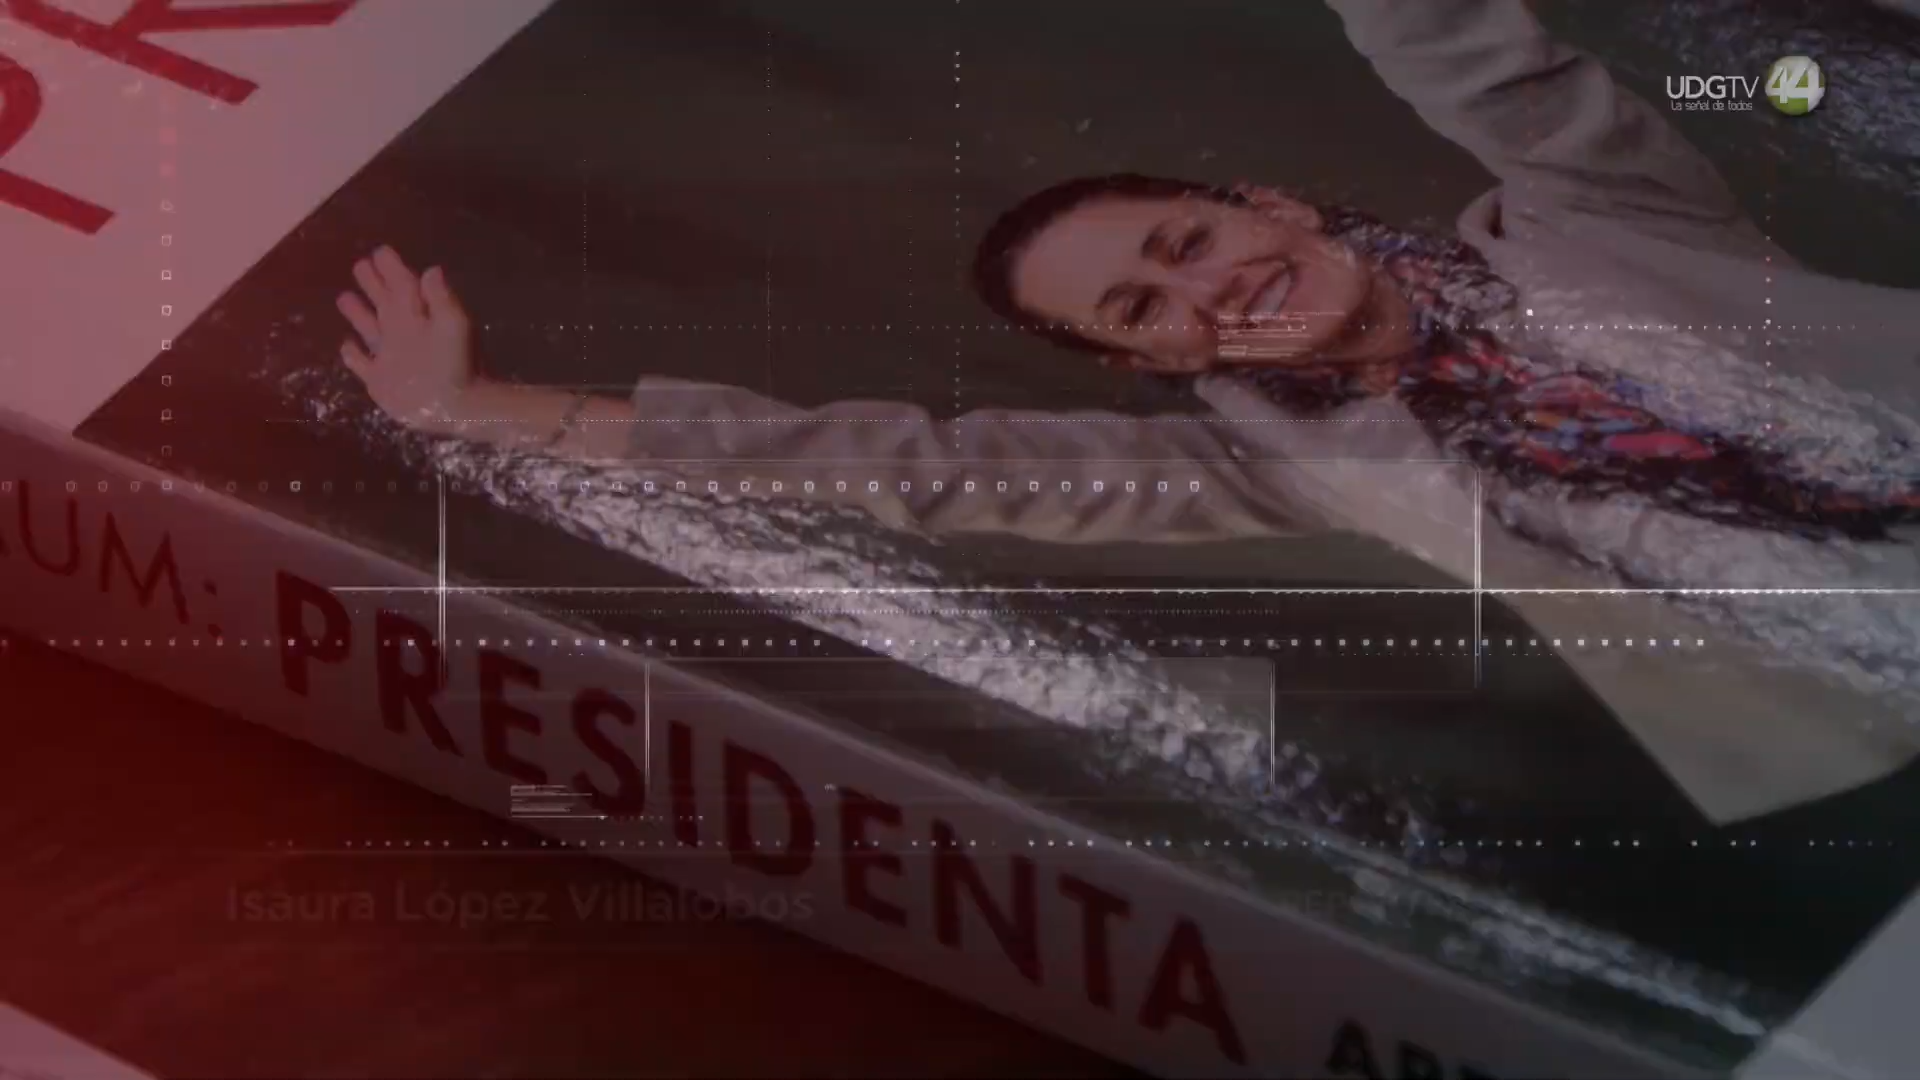 UDGTV 44
La señal de todos
UM: PRESIDENTA
Isaura López Villalobos